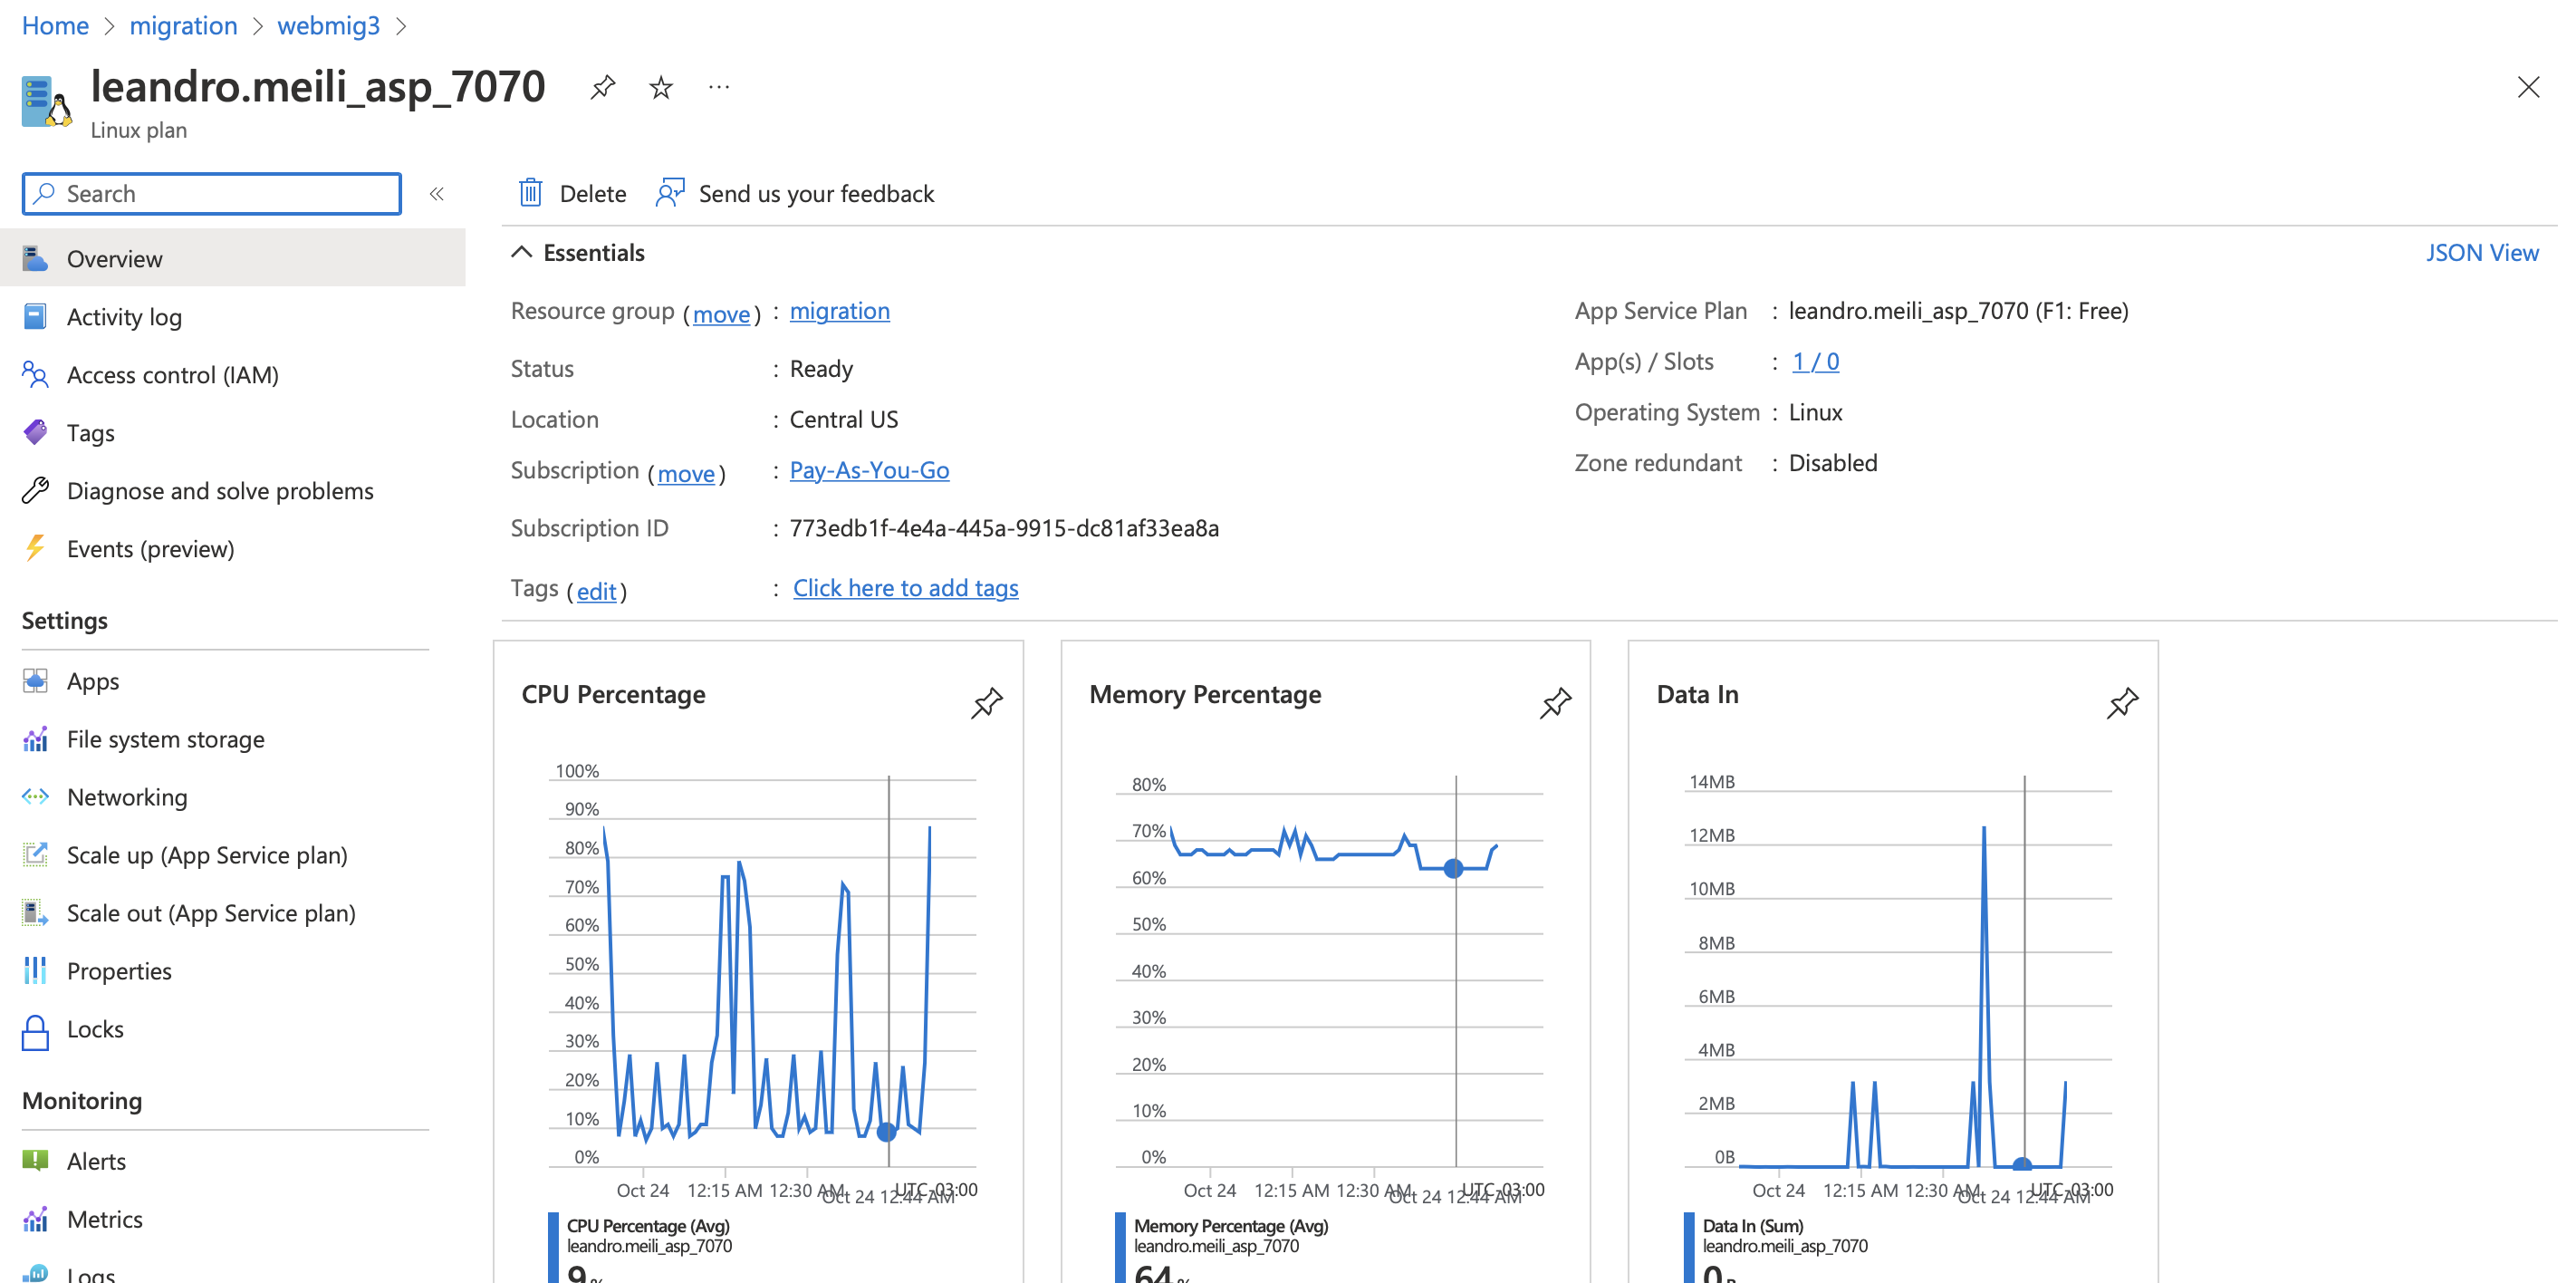 Home > migration > webmig3 >
leandro.meili_asp_7070 ...
Linux plan
Search «
Delete Send us your feedback
Overview
Activity log
Access control (IAM)
Tags
Diagnose and solve problems
Events (preview)
Settings
Apps
File system storage
Networking
Scale up (App Service plan)
Scale out (App Service plan)
Properties
Locks
Monitoring
Alerts
Metrics
Logs
Essentials JSON View
Resource group (move) : migration
Status : Ready
Location : Central US
Subscription (move) : Pay-As-You-Go
Subscription ID : 773edb1f-4e4a-445a-9915-dc81af33ea8a
Tags (edit) : Click here to add tags
App Service Plan : leandro.meili_asp_7070 (F1: Free)
App(s) / Slots : 1 / 0
Operating System : Linux
Zone redundant : Disabled
CPU Percentage
100%
90%
80%
70%
60%
50%
40%
30%
20%
10%
0%
Oct 24 12:15 AM 12:30 AM UTC-03:00
Oct 24 12:44 AM
CPU Percentage (Avg)
leandro.meili_asp_7070
9 %
Memory Percentage
80%
70%
60%
50%
40%
30%
20%
10%
0%
Oct 24 12:15 AM 12:30 AM UTC-03:00
Oct 24 12:44 AM
Memory Percentage (Avg)
leandro.meili_asp_7070
64 %
Data In
14MB
12MB
10MB
8MB
6MB
4MB
2MB
0B
Oct 24 12:15 AM 12:30 AM UTC-03:00
Oct 24 12:44 AM
Data In (Sum)
leandro.meili_asp_7070
0 B